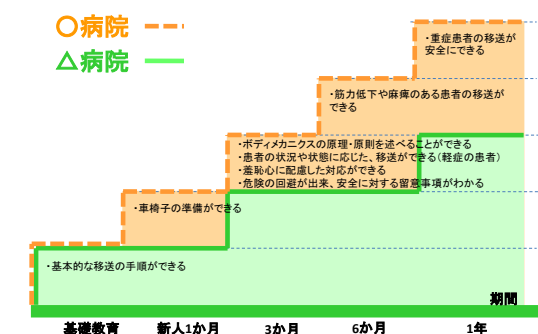 〇病院
△病院
・重症患者の移送が
安全にできる
・筋力低下や麻痺のある患者の移送が
できる
・ボディメカニクスの原理・原則を述べることができる
・患者の状況や状態に応じた、移送ができる（軽症の患者）
・羞恥心に配慮した対応ができる
・危険の回避が出来、安全に対する留意事項がわかる
・車椅子の準備ができる
・基本的な移送の手順ができる
期間
基礎教育 新人1か月 3か月 6か月 1年